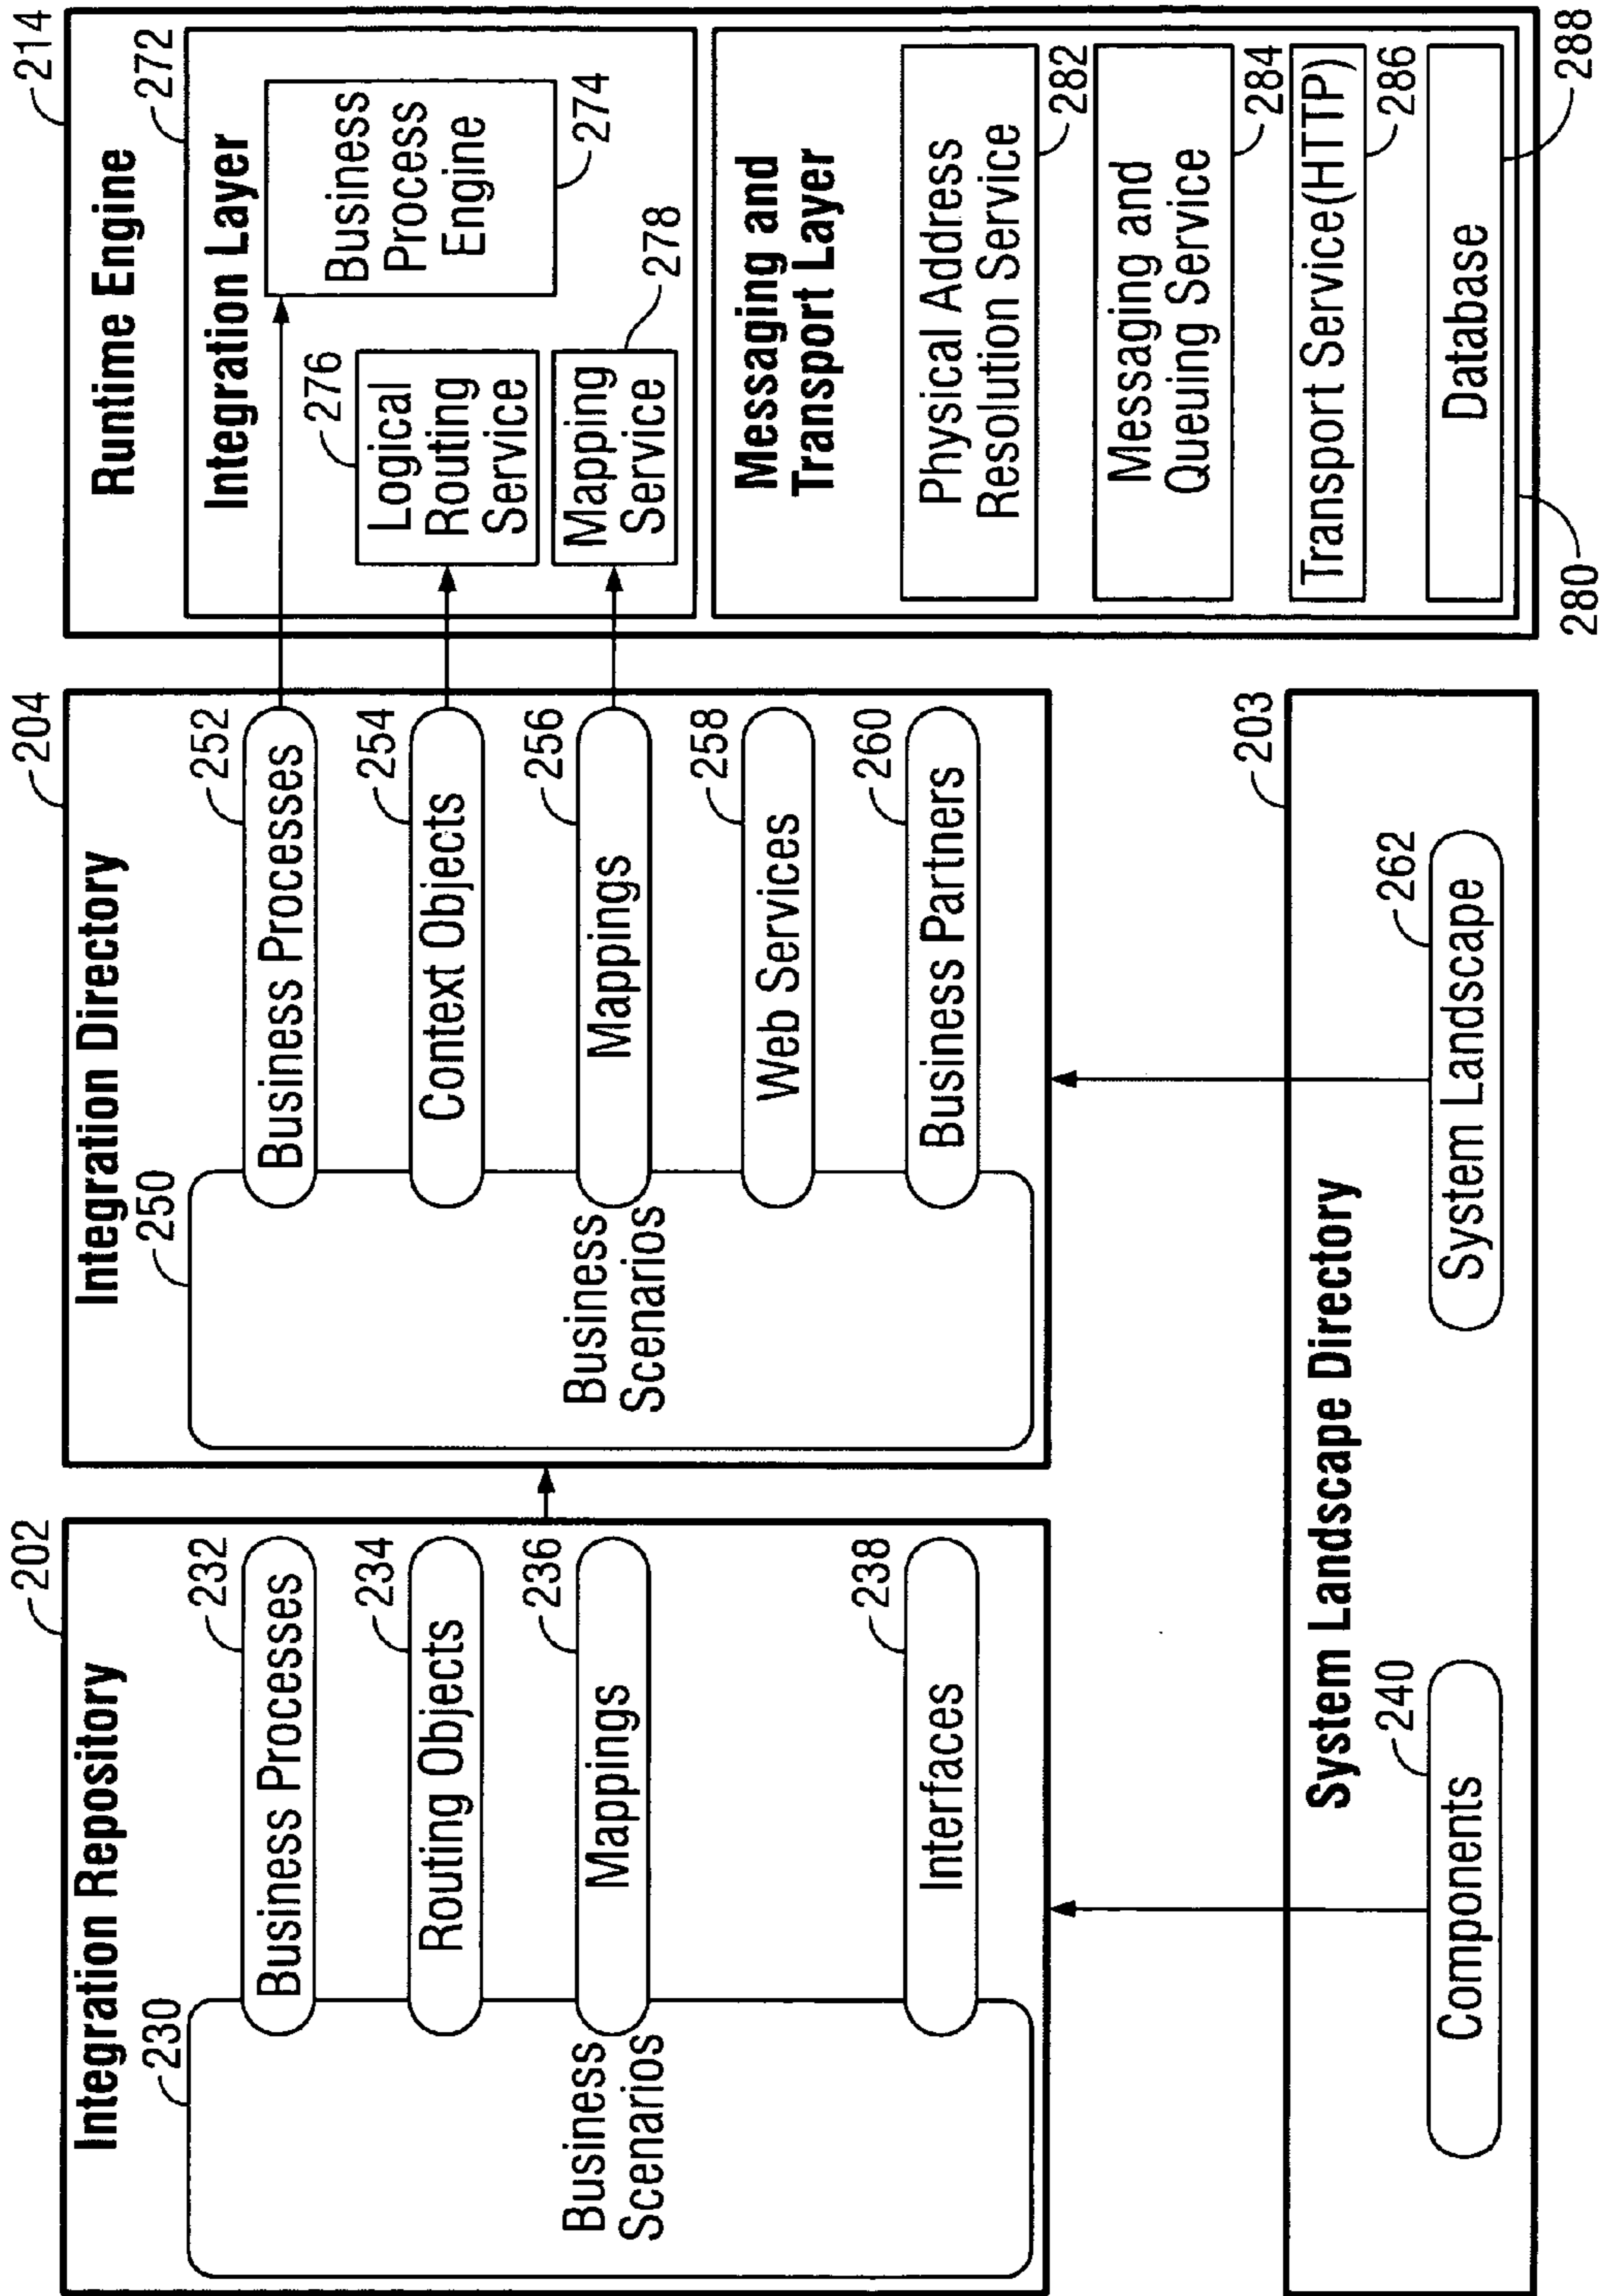 202
Integration Repository
230
Business
Scenarios
232
Business Processes
234
Routing Objects
236
Mappings
238
Interfaces
204
Integration Directory
250
Business
Scenarios
252
Business Processes
254
Context Objects
256
Mappings
258
Web Services
260
Business Partners
203
System Landscape Directory
240
Components
262
System Landscape
214
Runtime Engine
272
Integration Layer
Business
Process
Engine
274
276
Logical
Routing
Service
278
Mapping
Service
Messaging and
Transport Layer
Physical Address
Resolution Service
282
Messaging and
Queuing Service
284
Transport Service(HTTP)
286
Database
288
280